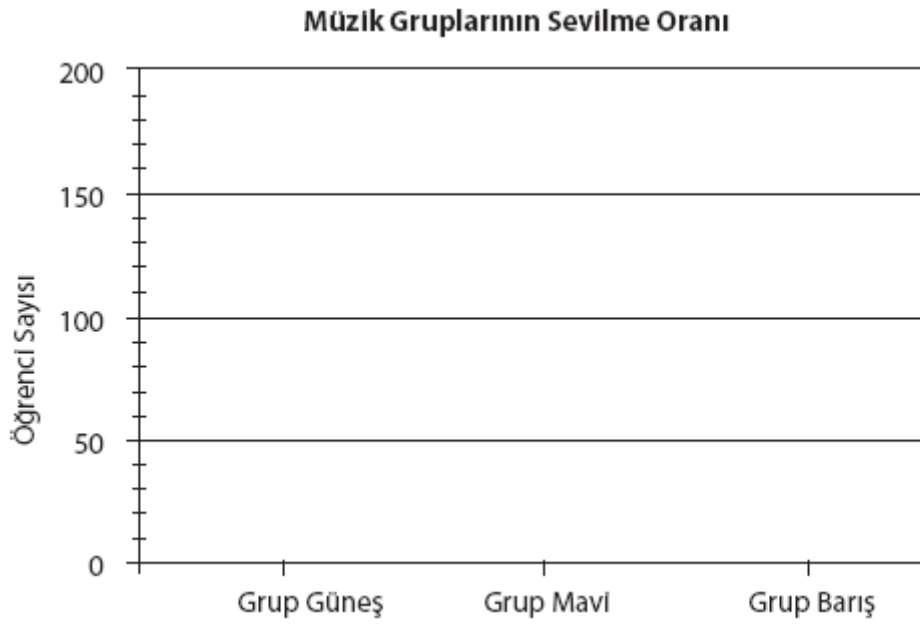 Müzik Gruplarının Sevilme Oranı
200
150
100
50
0
Öğrenci Sayısı
Grup Güneş
Grup Mavi
Grup Barış